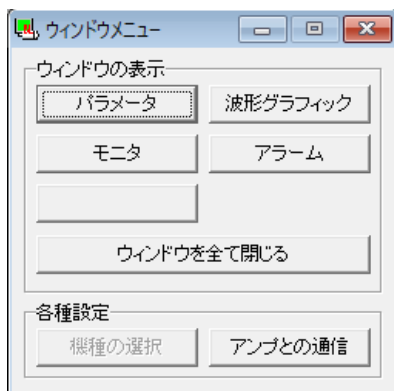 ウィンドウメニュー
ウィンドウの表示
パラメータ
波形グラフィック
モニタ
アラーム
ウィンドウを全て閉じる
各種設定
機種の選択
アンプとの通信